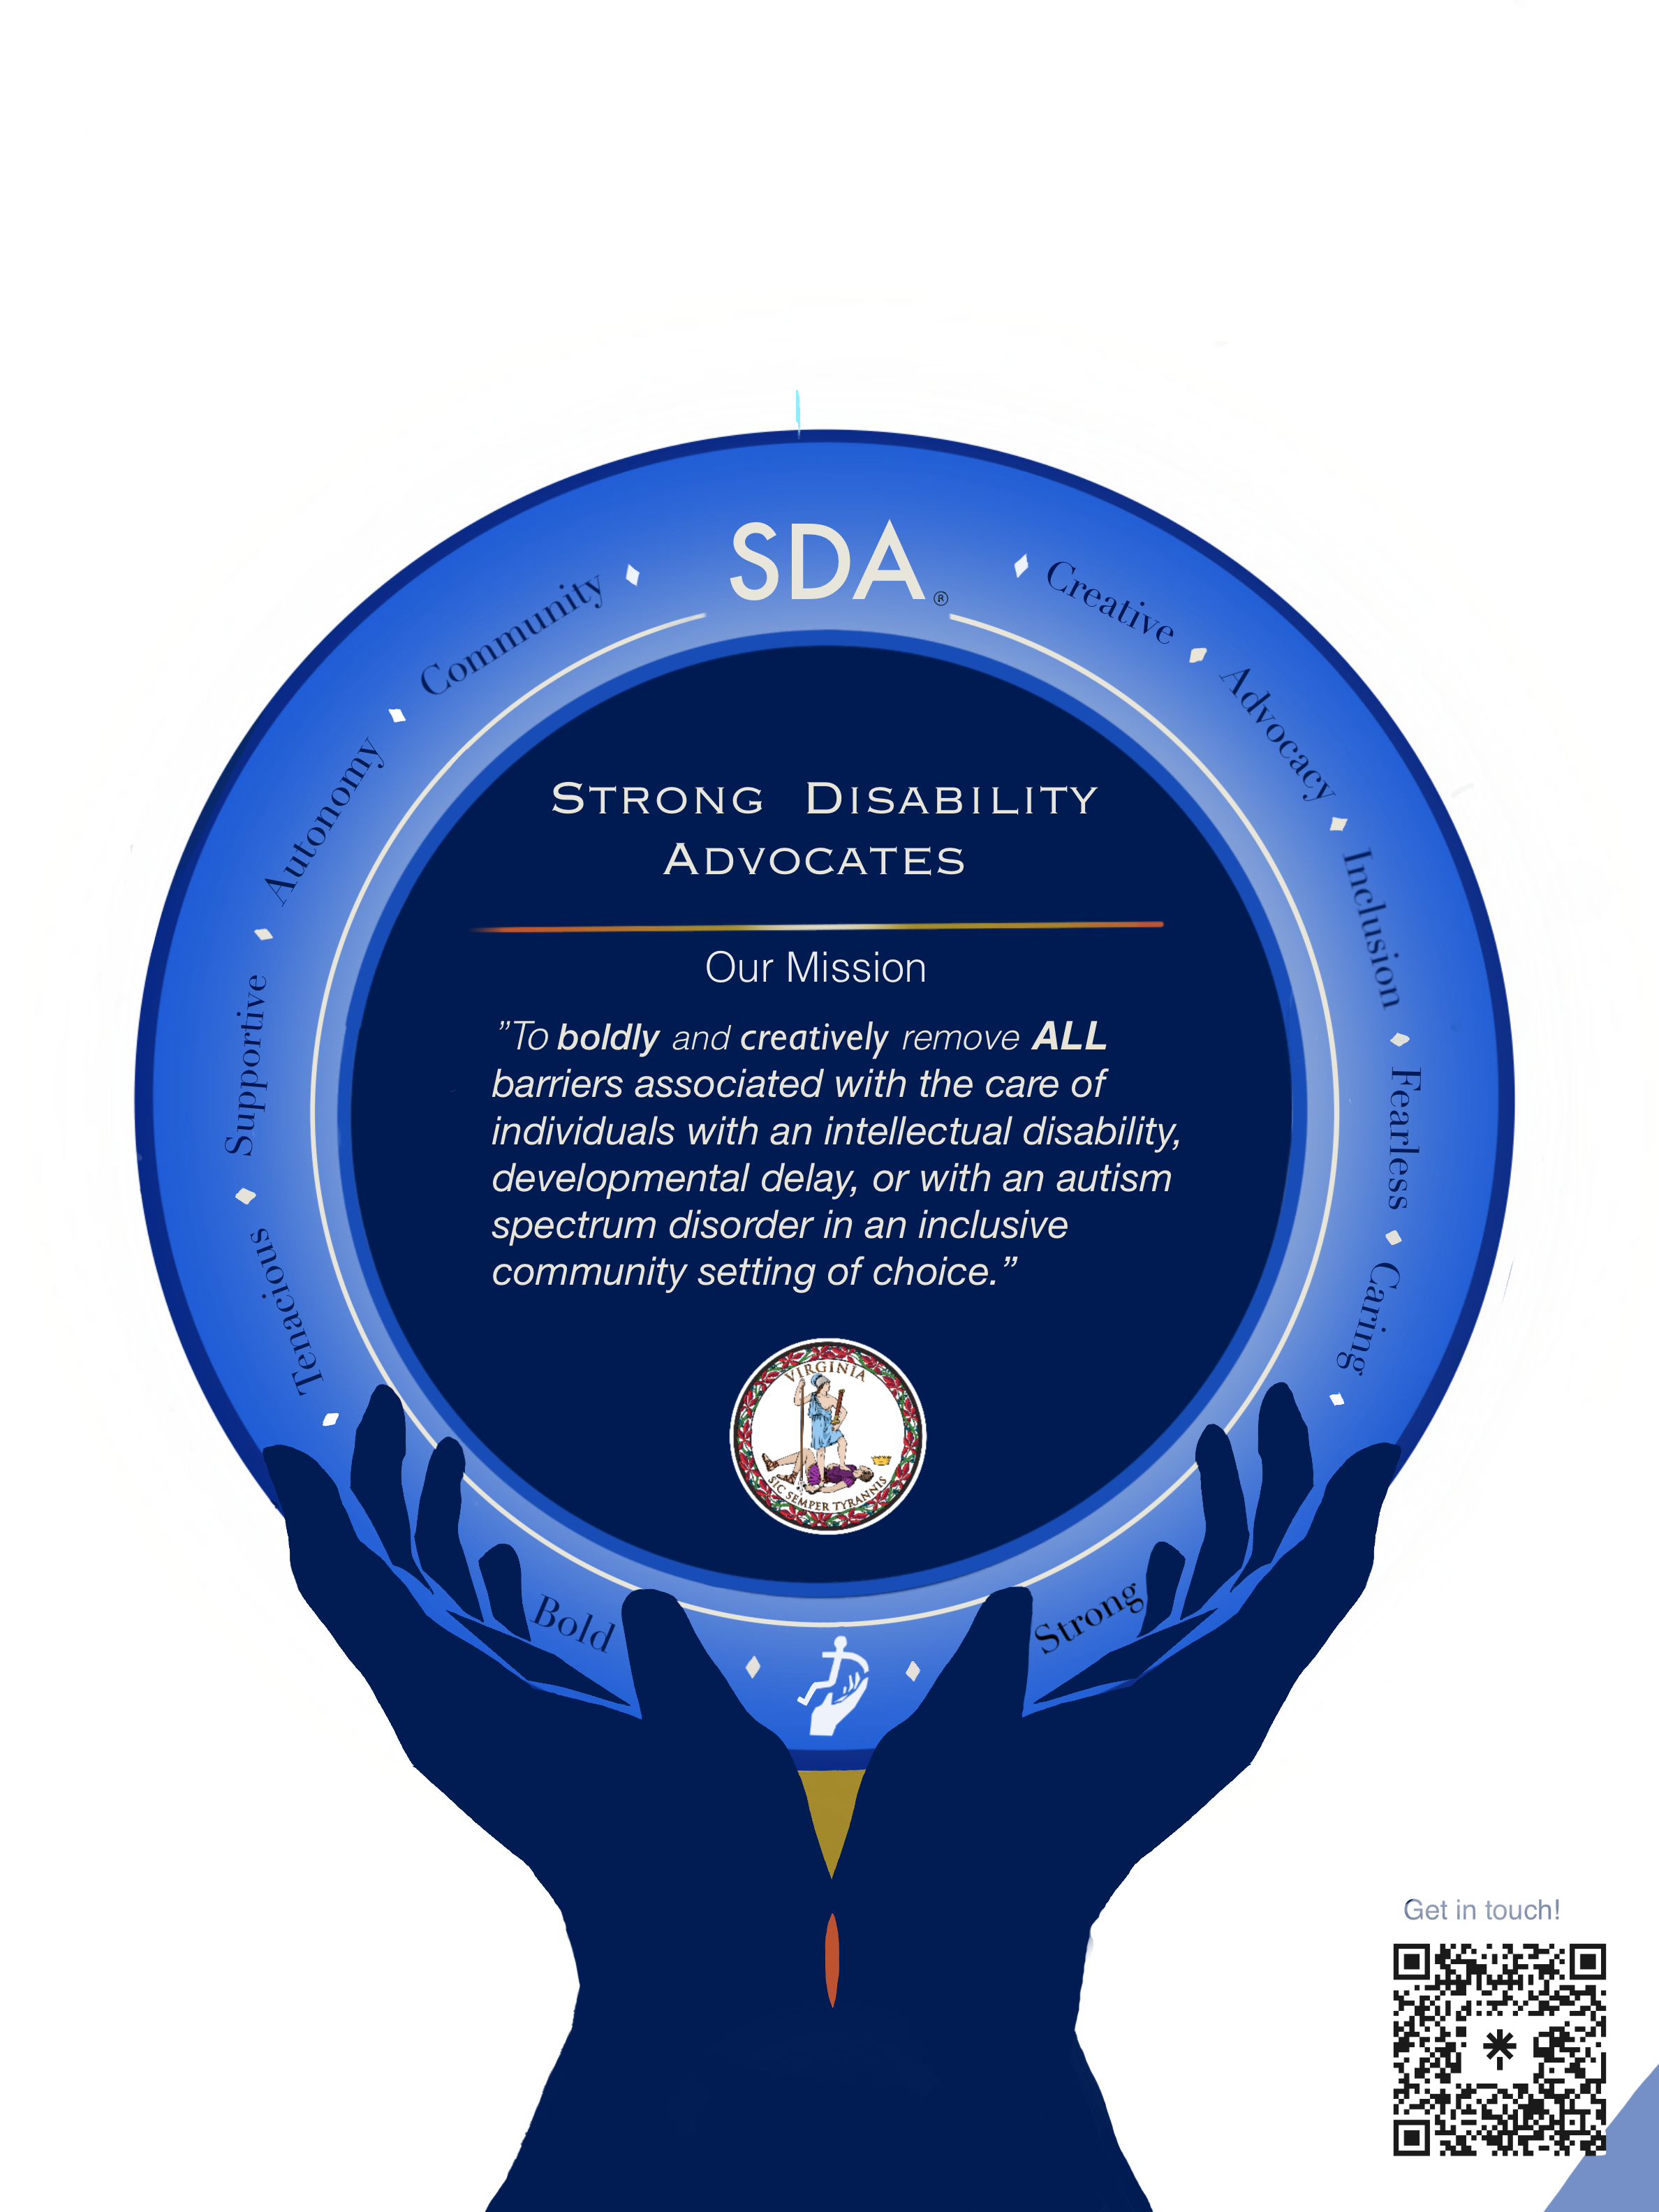 SDA®
Community
Autonomy
Supportive
Tenacious
Creative
Advocacy
Inclusion
Fearless
Caring
STRONG DISABILITY
ADVOCATES
Our Mission
”To boldly and creatively remove ALL
barriers associated with the care of
individuals with an intellectual disability,
developmental delay, or with an autism
spectrum disorder in an inclusive
community setting of choice.”
VIRGINIA
SIC SEMPER TYRANNIS
Bold
Strong
Get in touch!